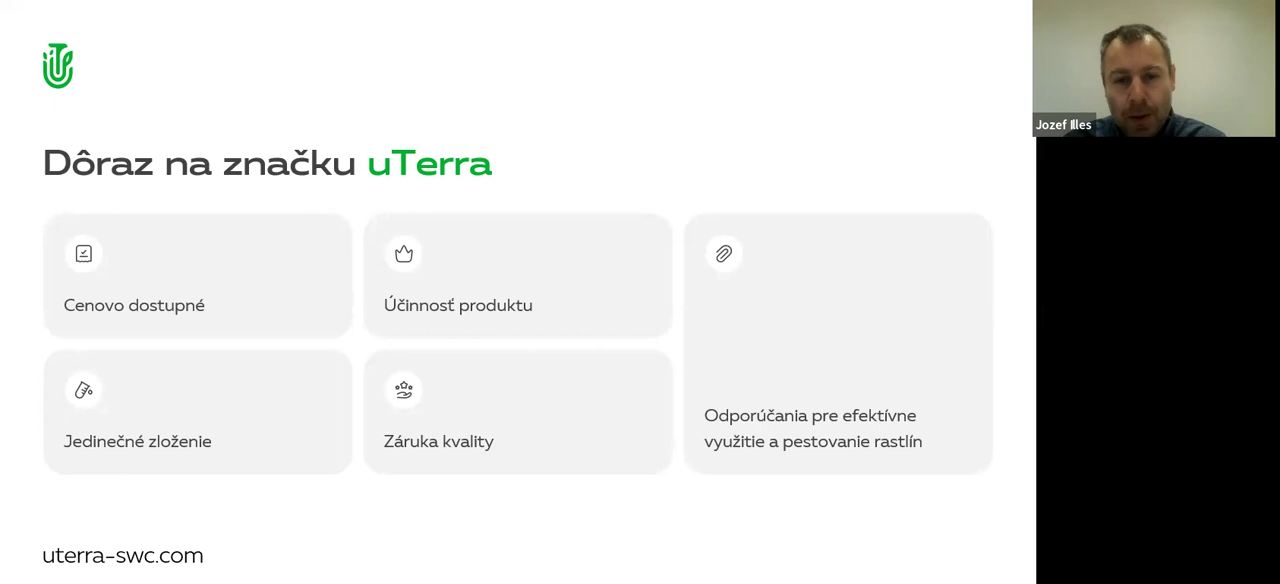 Dôraz na značku uTerra
Cenovo dostupné
Účinnosť produktu
Jedinečné zloženie
Záruka kvality
Odporúčania pre efektívne
využitie a pestovanie rastlín
uterra-swc.com
Jozef Illes